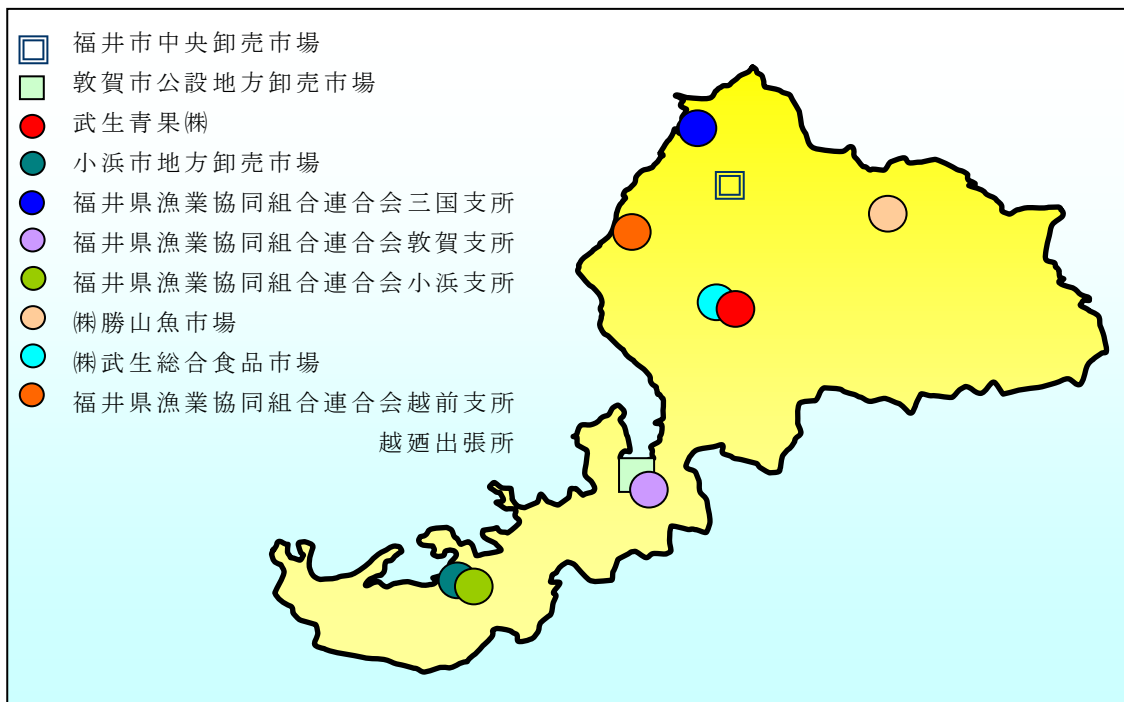 福井市中央卸売市場
敦賀市公設地方卸売市場
武生青果㈱
小浜市地方卸売市場
福井県漁業協同組合連合会三国支所
福井県漁業協同組合連合会敦賀支所
福井県漁業協同組合連合会小浜支所
㈱勝山魚市場
㈱武生総合食品市場
福井県漁業協同組合連合会越前支所
越廼出張所